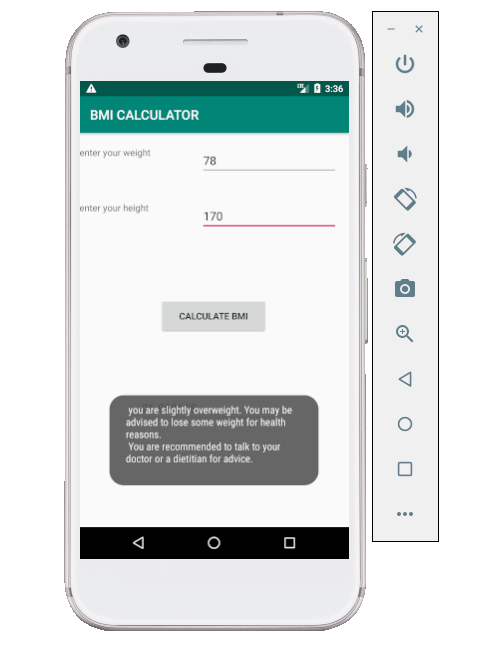 3:36
BMI CALCULATOR
enter your weight
78
enter your height
170
CALCULATE BMI
you are slightly overweight. You may be
advised to lose some weight for health
reasons.
You are recommended to talk to your
doctor or a dietitian for advice.